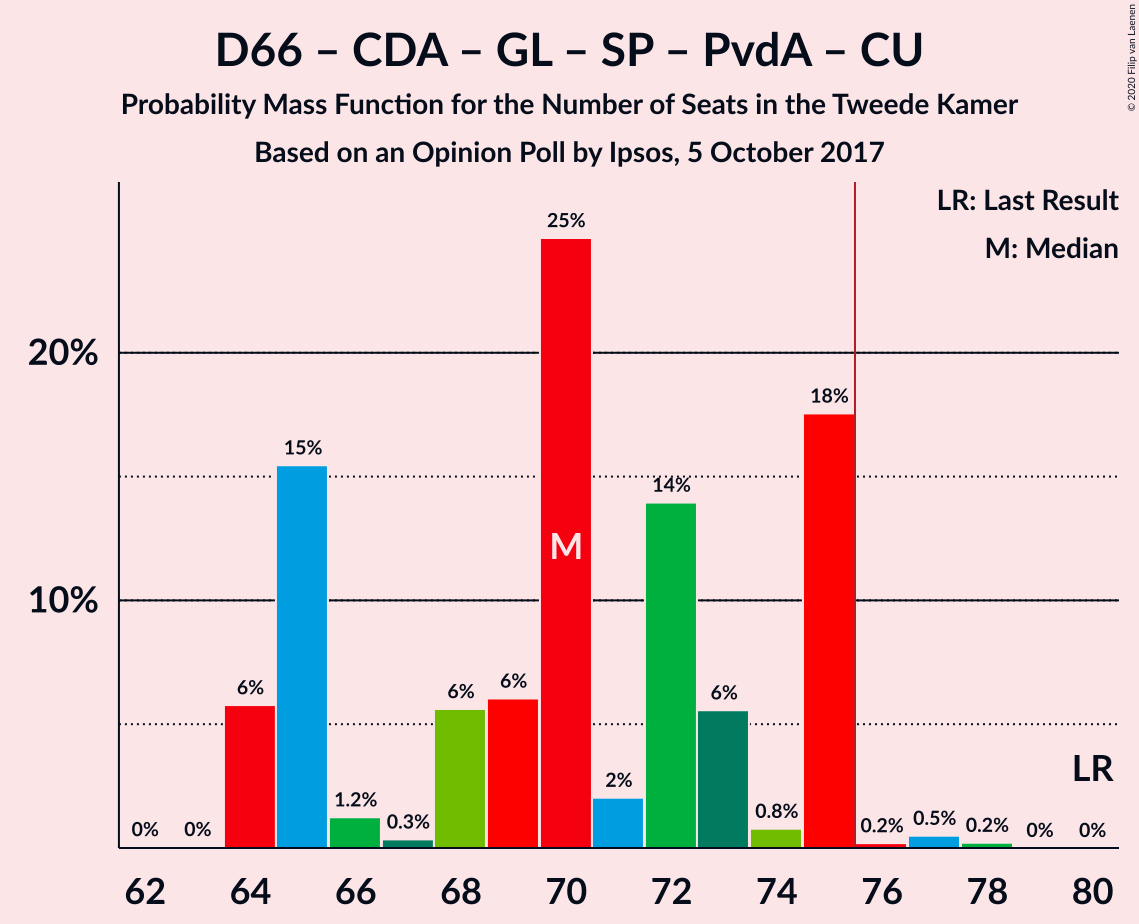 D66 – CDA – GL – SP – PvdA – CU
Probability Mass Function for the Number of Seats in the Tweede Kamer
Based on an Opinion Poll by Ipsos, 5 October 2017
© 2020 Filip van Laenen
LR: Last Result
M: Median
20%
10%
0%
0%
6%
15%
1.2%
0.3%
6%
6%
25%
2%
14%
6%
0.8%
18%
0.2%
0.5%
0.2%
0%
0%
M
LR
62 64 66 68 70 72 74 76 78 80